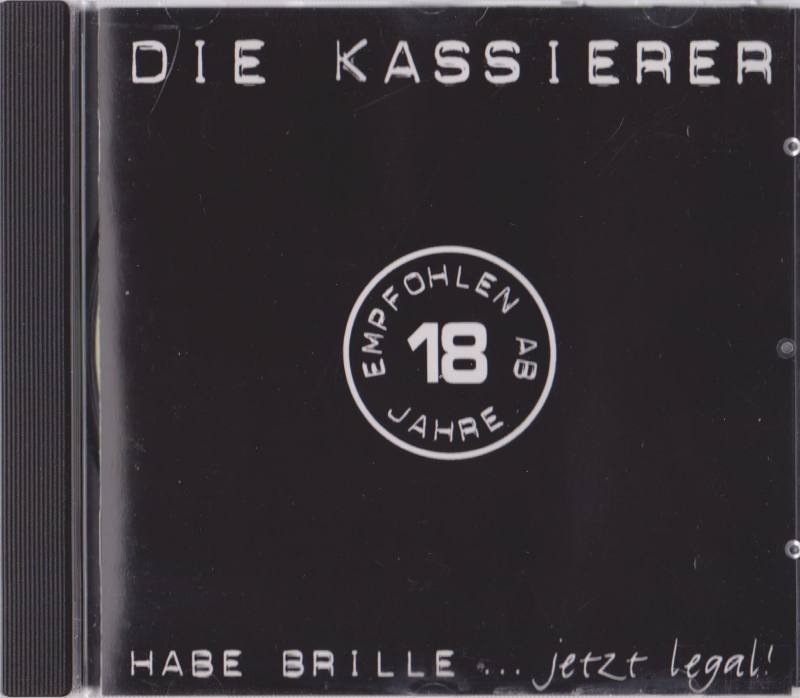 DIE KASSIERER
EMPFOHLEN AB
18
JAHRE
HABE BRILLE ... jetzt legal!